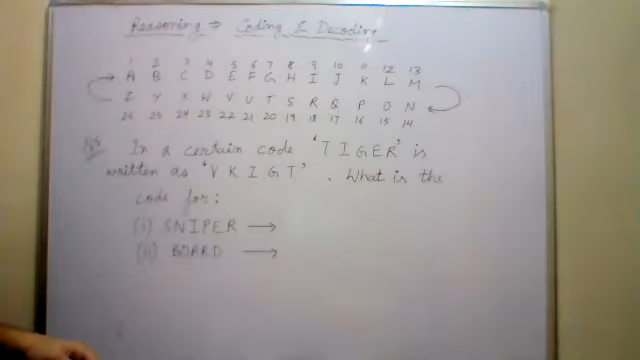 Reasoning ⇒ Coding & Decoding
1 2 3 4 5 6 7 8 9 10 11 12 13
A B C D E F G H I J K L M
Z Y X W V U T S R Q P O N
26 25 24 23 22 21 20 19 18 17 16 15 14
In a certain code 'TIGER' is
written as 'VKIGT'. What is the
code for:
(i) SNIPER →
(ii) BOARD →